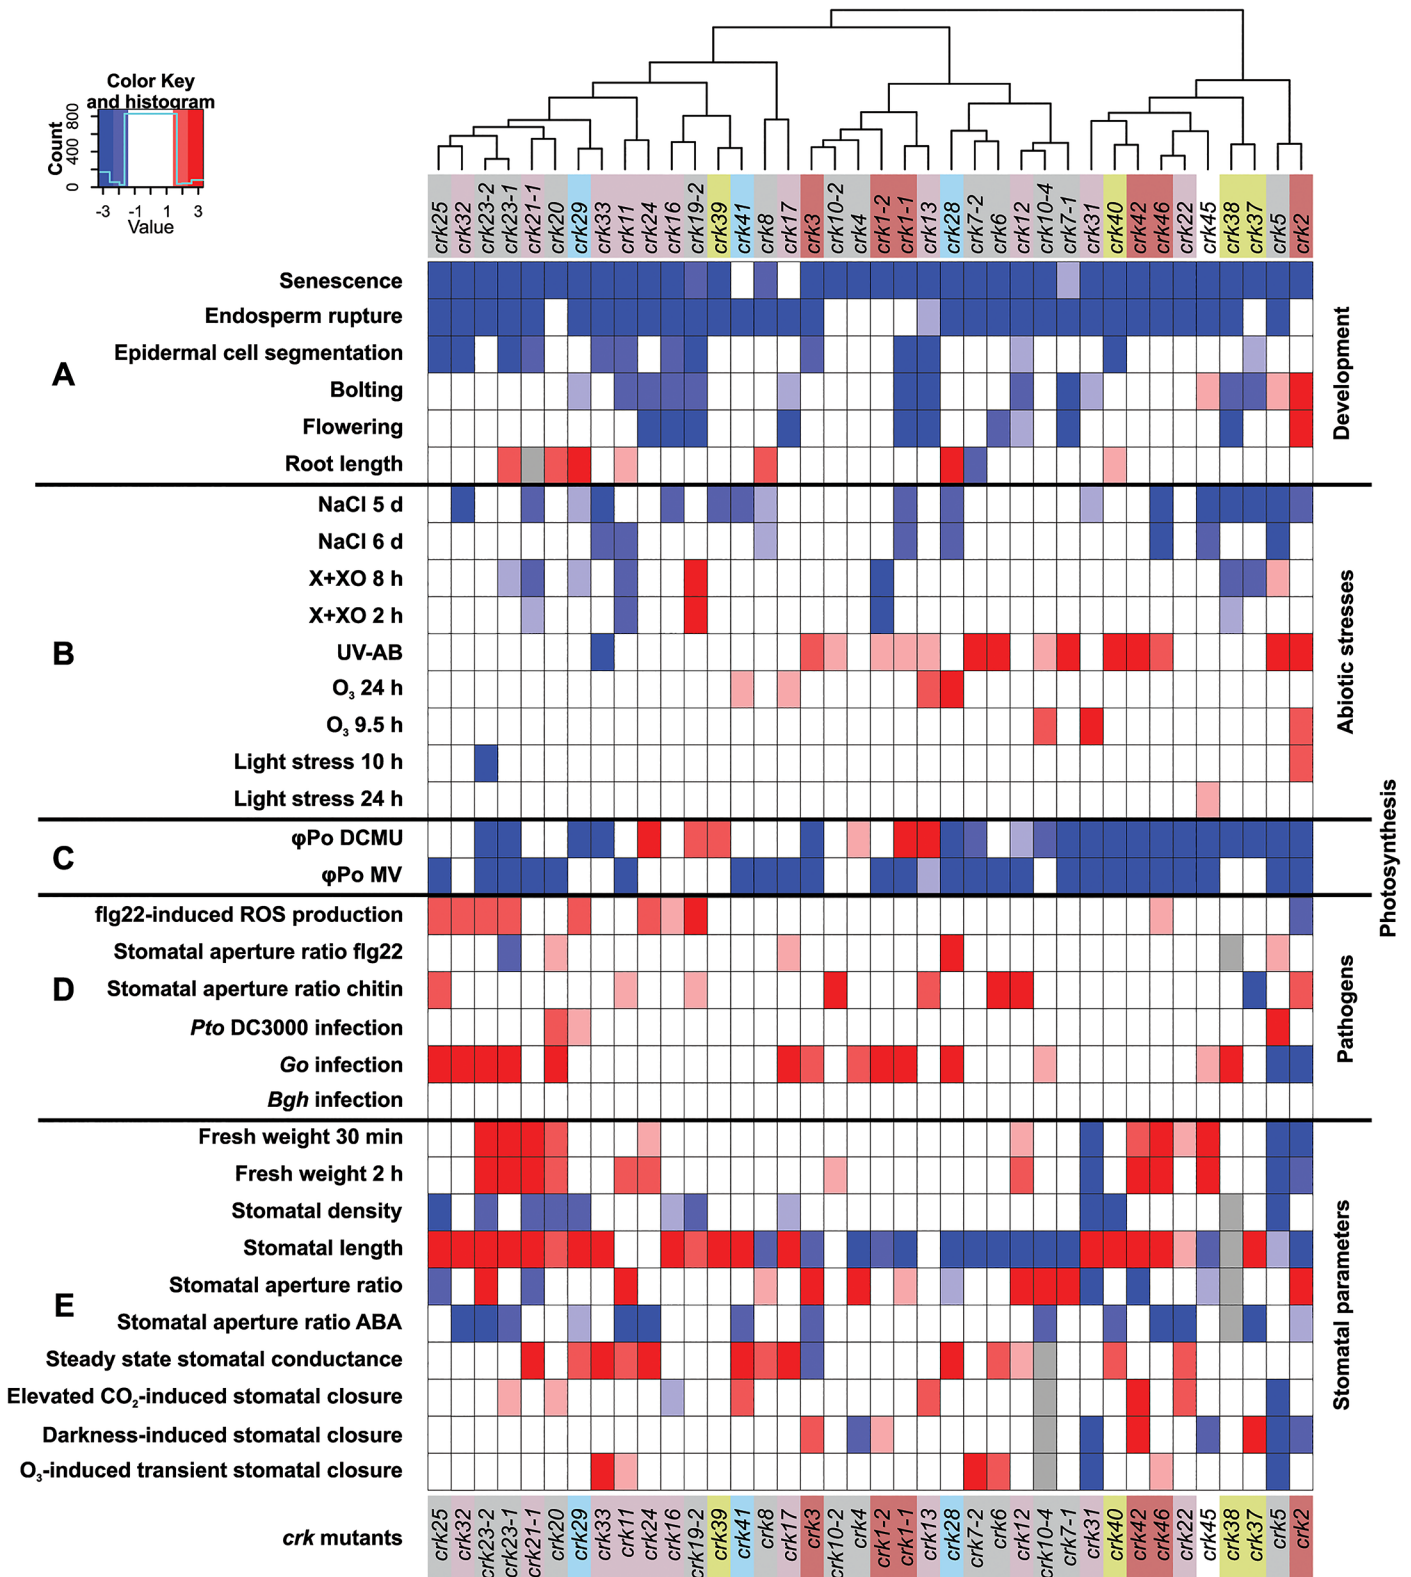 Color Key
and histogram
Count
0 400 800
-3 -1 1 3
Value
crk25 crk32 crk23-2 crk23-1 crk21-1 crk20 crk29 crk33 crk11 crk24 crk16 crk19-2 crk39 crk41 crk8 crk17 crk3 crk10-2 crk4 crk1-2 crk1-1 crk13 crk28 crk7-2 crk6 crk12 crk10-4 crk7-1 crk31 crk40 crk42 crk46 crk22 crk45 crk38 crk37 crk5 crk2
A
Senescence
Endosperm rupture
Epidermal cell segmentation
Bolting
Flowering
Root length
Development
B
NaCl 5 d
NaCl 6 d
X+XO 8 h
X+XO 2 h
UV-AB
O₃ 24 h
O₃ 9.5 h
Light stress 10 h
Light stress 24 h
Abiotic stresses
C
φPo DCMU
φPo MV
Photosynthesis
D
flg22-induced ROS production
Stomatal aperture ratio flg22
Stomatal aperture ratio chitin
Pto DC3000 infection
Go infection
Bgh infection
Pathogens
E
Fresh weight 30 min
Fresh weight 2 h
Stomatal density
Stomatal length
Stomatal aperture ratio
Stomatal aperture ratio ABA
Steady state stomatal conductance
Elevated CO₂-induced stomatal closure
Darkness-induced stomatal closure
O₃-induced transient stomatal closure
Stomatal parameters
crk mutants
crk25 crk32 crk23-2 crk23-1 crk21-1 crk20 crk29 crk33 crk11 crk24 crk16 crk19-2 crk39 crk41 crk8 crk17 crk3 crk10-2 crk4 crk1-2 crk1-1 crk13 crk28 crk7-2 crk6 crk12 crk10-4 crk7-1 crk31 crk40 crk42 crk46 crk22 crk45 crk38 crk37 crk5 crk2